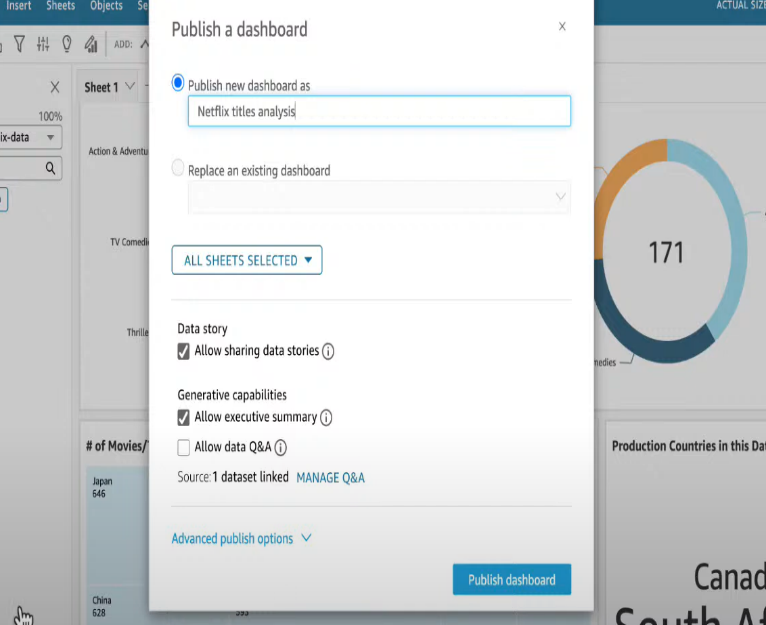 Insert Sheets Objects Se
ACTUAL SIZE
ADD:
100%
ix-data
Sheet 1
Publish a dashboard
Publish new dashboard as
Netflix titles analysis
Replace an existing dashboard
ALL SHEETS SELECTED
Data story
Allow sharing data stories
Generative capabilities
Allow executive summary
Allow data Q&A
Source: 1 dataset linked MANAGE Q&A
Advanced publish options
Publish dashboard
Action & Adventu
TV Comedi
Thrille
171
medies
# of Movies/
Japan
646
China
628
593
Production Countries in this Da
Canad
South Af